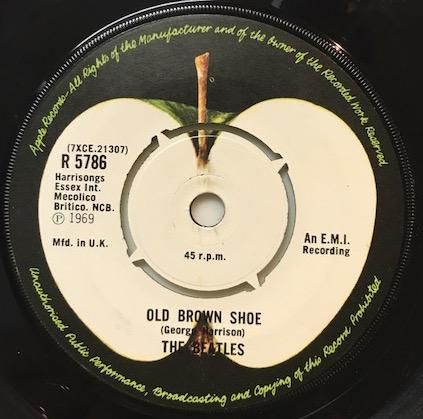 Apple Records-All Rights of the Manufacturer and of the Owner of the Recorded Work Reserved
(7XCE.21307)
R 5786
Harrisongs
Essex Int.
Mecolico
Britico. NCB.
Ⓟ 1969
Mfd. in U.K.
An E.M.I.
Recording
45 r.p.m.
OLD BROWN SHOE
(George Harrison)
THE BEATLES
Unauthorised Public Performance, Broadcasting and Copying of this Record Prohibited